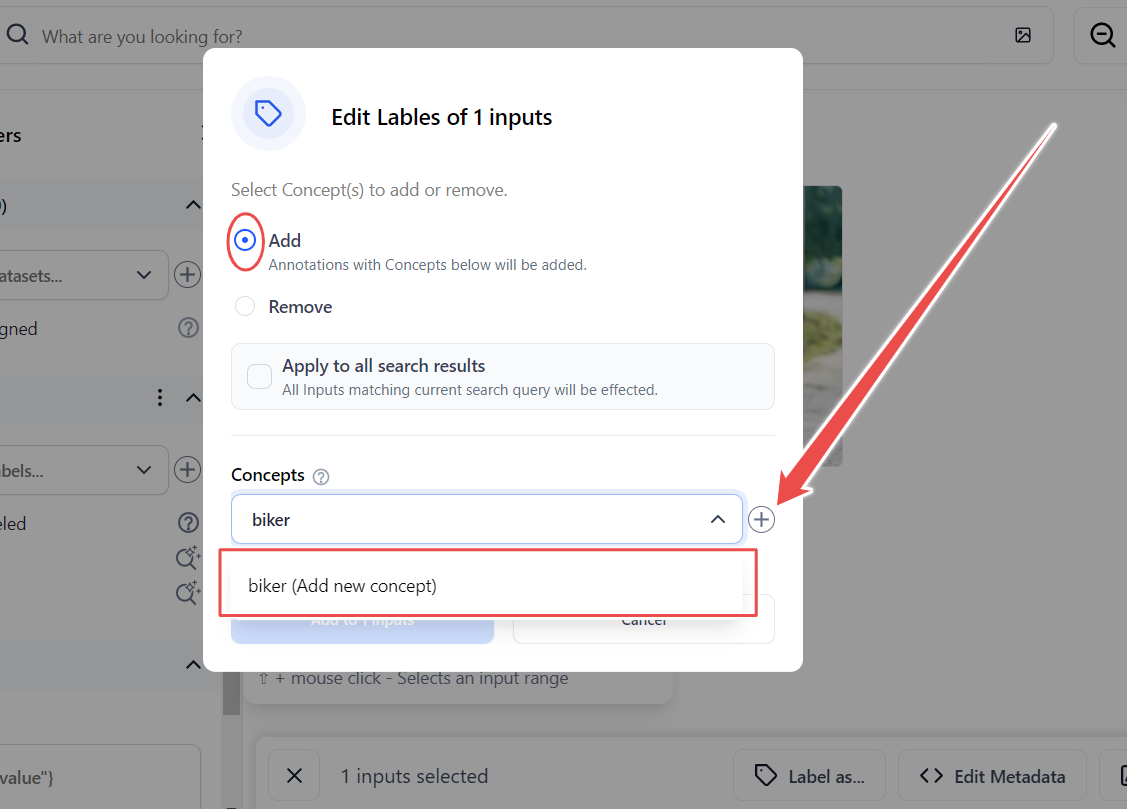 What are you looking for?
Edit Lables of 1 inputs
ers
Select Concept(s) to add or remove.
)
Add
Annotations with Concepts below will be added.
atasets...
Remove
gned
Apply to all search results
All Inputs matching current search query will be effected.
Concepts
abels...
biker
eled
biker (Add new concept)
Add to 1 inputs
Cancel
⇧ + mouse click - Selects an input range
1 inputs selected
Label as...
Edit Metadata
value"}